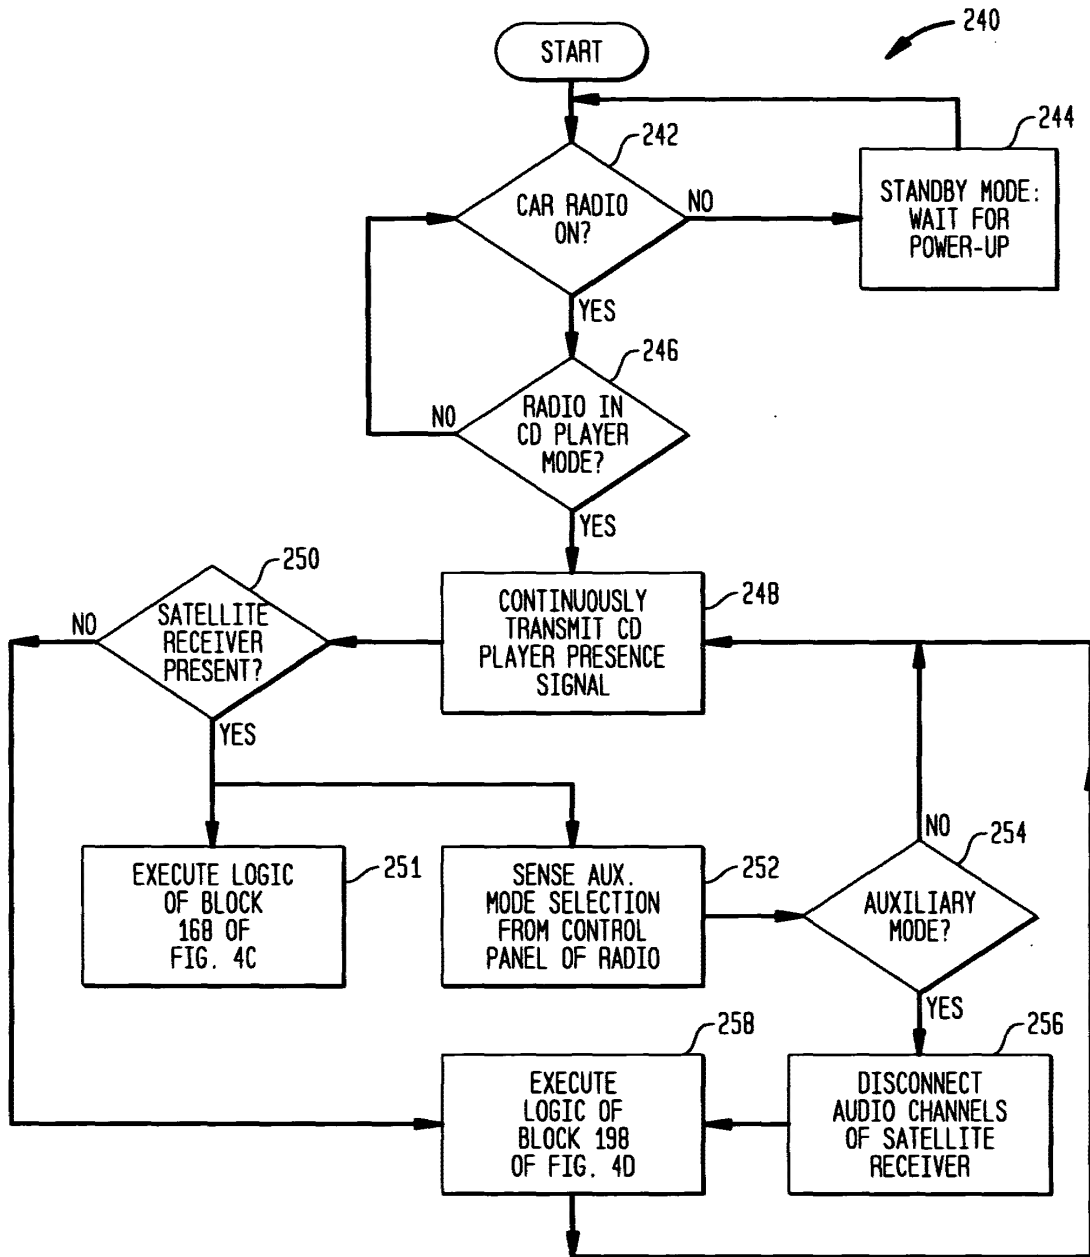 240
START
242
CAR RADIO
ON?
NO
YES
244
STANDBY MODE:
WAIT FOR
POWER-UP
246
RADIO IN
CD PLAYER
MODE?
NO
YES
248
CONTINUOUSLY
TRANSMIT CD
PLAYER PRESENCE
SIGNAL
250
SATELLITE
RECEIVER
PRESENT?
NO
YES
251
EXECUTE LOGIC
OF BLOCK
168 OF
FIG. 4C
252
SENSE AUX.
MODE SELECTION
FROM CONTROL
PANEL OF RADIO
254
AUXILIARY
MODE?
NO
YES
256
DISCONNECT
AUDIO CHANNELS
OF SATELLITE
RECEIVER
258
EXECUTE
LOGIC OF
BLOCK 198
OF FIG. 4D